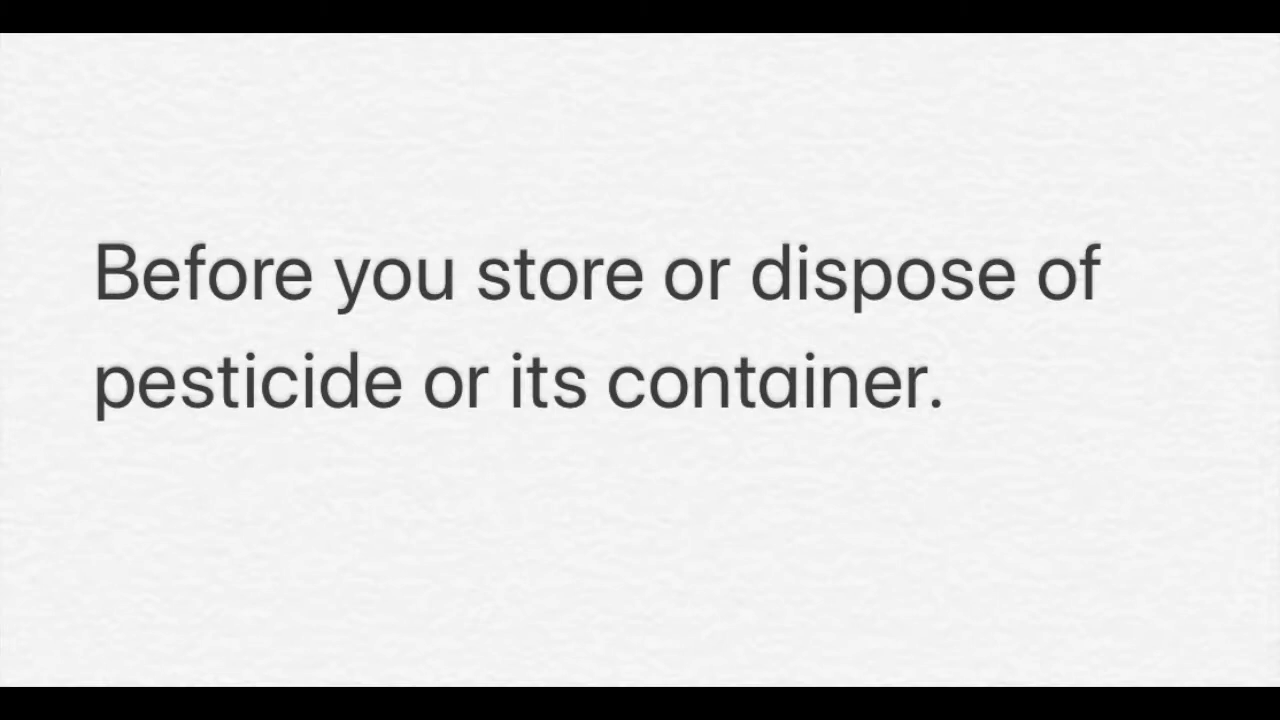 Before you store or dispose of
pesticide or its container.